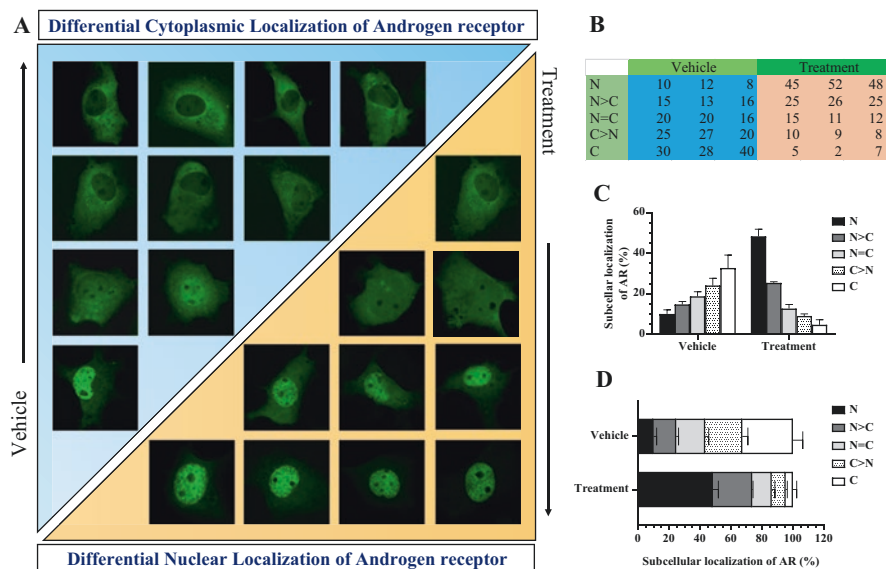 A
Differential Cytoplasmic Localization of Androgen receptor
Treatment
Vehicle
Differential Nuclear Localization of Androgen receptor
B
Vehicle Treatment
N 10 12 8 45 52 48
N>C 15 13 16 25 26 25
N=C 20 20 16 15 11 12
C>N 25 27 20 10 9 8
C 30 28 40 5 2 7
C
Subcellar localization
of AR (%)
60
40
20
0
Vehicle Treatment
N
N>C
N=C
C>N
C
D
Vehicle
Treatment
0 20 40 60 80 100 120
Subcellular localization of AR (%)
N
N>C
N=C
C>N
C